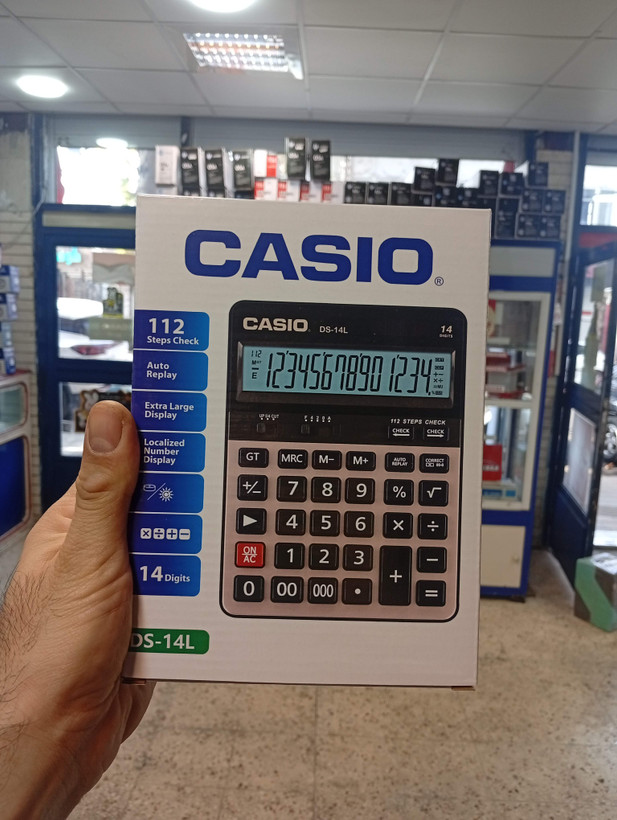 CASIO®
112
Steps Check
Auto
Replay
Extra Large
Display
Localized
Number
Display
14 Digits
DS-14L
CASIO DS-14L 14
DIGITS
112
E
12345678901234
112 STEPS CHECK
CHECK CHECK
GT MRC M− M+ AUTO REPLAY CORRECT
+/− 7 8 9 % √
▶ 4 5 6 × ÷
ON
AC 1 2 3 + −
0 00 000 • =